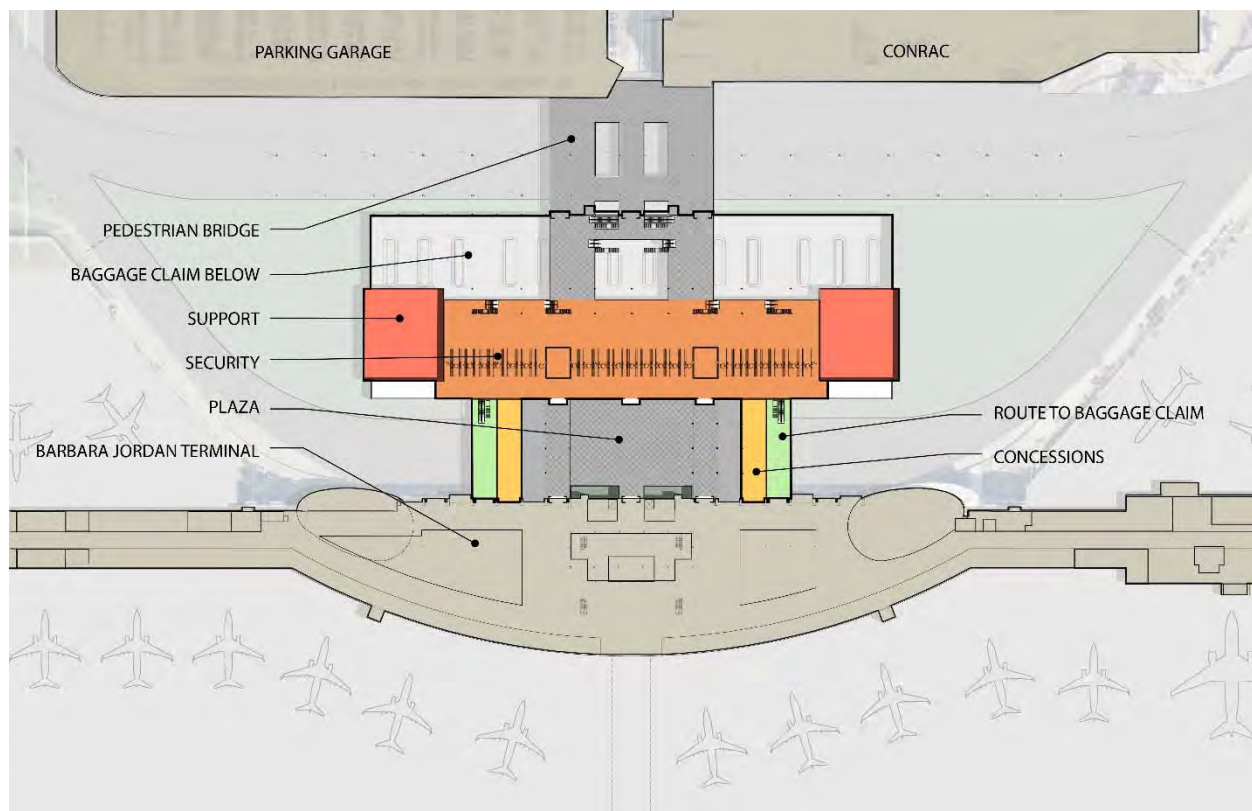 PARKING GARAGE
CONRAC
PEDESTRIAN BRIDGE
BAGGAGE CLAIM BELOW
SUPPORT
SECURITY
PLAZA
ROUTE TO BAGGAGE CLAIM
BARBARA JORDAN TERMINAL
CONCESSIONS